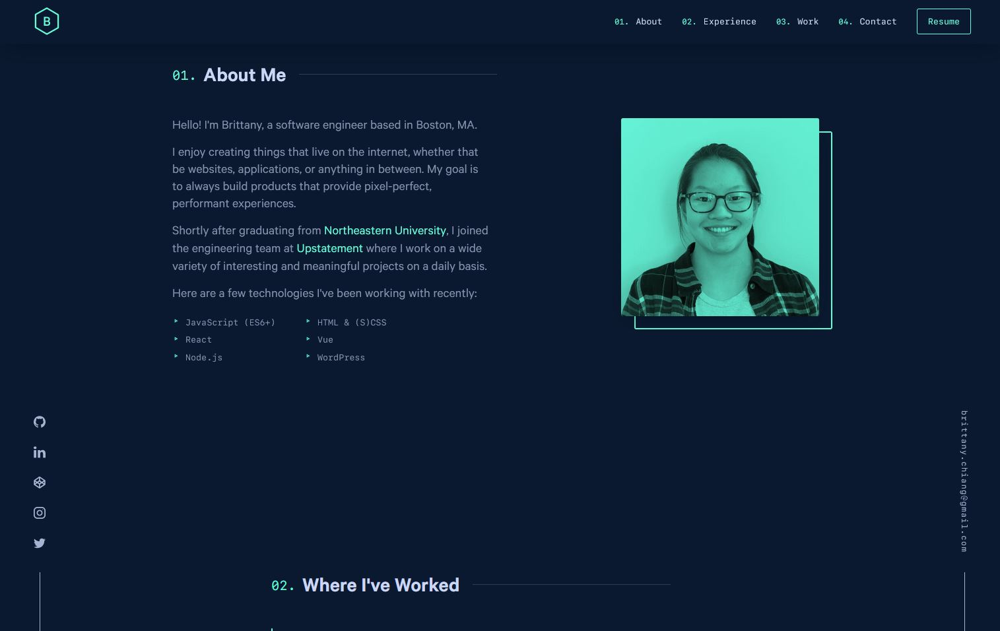 B
01. About
02. Experience
03. Work
04. Contact
Resume
01. About Me
Hello! I'm Brittany, a software engineer based in Boston, MA.
I enjoy creating things that live on the internet, whether that
be websites, applications, or anything in between. My goal is
to always build products that provide pixel-perfect,
performant experiences.
Shortly after graduating from Northeastern University, I joined
the engineering team at Upstatement where I work on a wide
variety of interesting and meaningful projects on a daily basis.
Here are a few technologies I've been working with recently:
JavaScript (ES6+)
HTML & (S)CSS
React
Vue
Node.js
WordPress
in
brittany.chiang@gmail.com
02. Where I've Worked